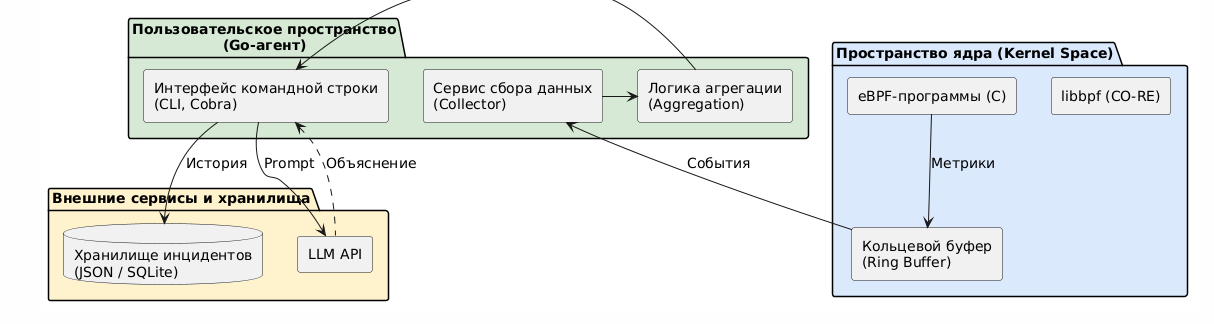 Пользовательское пространство
(Go-агент)
Интерфейс командной строки
(CLI, Cobra)
Сервис сбора данных
(Collector)
Логика агрегации
(Aggregation)
Пространство ядра (Kernel Space)
eBPF-программы (C)
libbpf (CO-RE)
История
Prompt
Объяснение
События
Метрики
Внешние сервисы и хранилища
Хранилище инцидентов
(JSON / SQLite)
LLM API
Кольцевой буфер
(Ring Buffer)